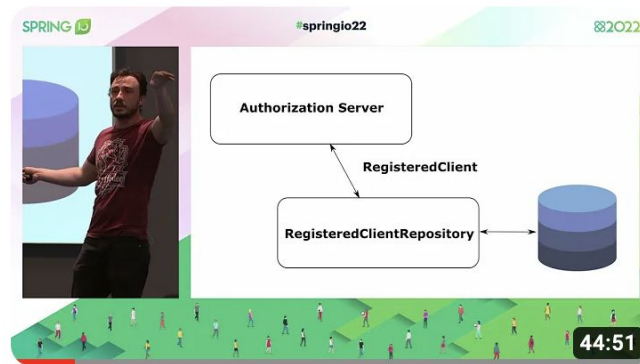 SPRING IO
#springio22
2022
Authorization Server
RegisteredClient
RegisteredClientRepository
44:51